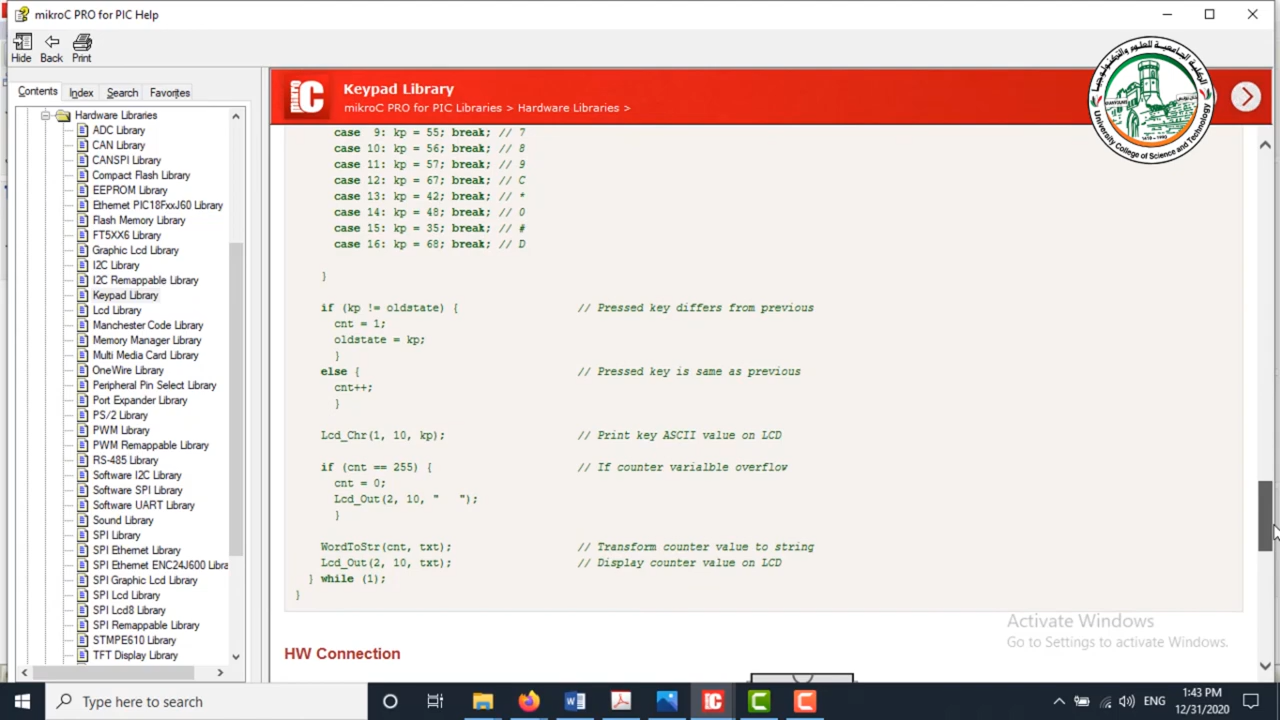 mikroC PRO for PIC Help
Hide Back Print
Contents Index Search Favorites
Hardware Libraries
ADC Library
CAN Library
CANSPI Library
Compact Flash Library
EEPROM Library
Ethernet PIC18FxxJ60 Library
Flash Memory Library
FT5XX6 Library
Graphic Lcd Library
I2C Library
I2C Remappable Library
Keypad Library
Lcd Library
Manchester Code Library
Memory Manager Library
Multi Media Card Library
OneWire Library
Peripheral Pin Select Library
Port Expander Library
PS/2 Library
PWM Library
PWM Remappable Library
RS-485 Library
Software I2C Library
Software SPI Library
Software UART Library
Sound Library
SPI Library
SPI Ethernet Library
SPI Ethernet ENC24J600 Libra
SPI Graphic Lcd Library
SPI Lcd Library
SPI Lcd8 Library
SPI Remappable Library
STMPE610 Library
TFT Display Library
MIKRO C
Keypad Library
mikroC PRO for PIC Libraries > Hardware Libraries >
University College of Science and Technology
case 9: kp = 55; break; // 7
case 10: kp = 56; break; // 8
case 11: kp = 57; break; // 9
case 12: kp = 67; break; // C
case 13: kp = 42; break; // *
case 14: kp = 48; break; // 0
case 15: kp = 35; break; // #
case 16: kp = 68; break; // D
}
if (kp != oldstate) { // Pressed key differs from previous
cnt = 1;
oldstate = kp;
}
else { // Pressed key is same as previous
cnt++;
}
Lcd_Chr(1, 10, kp); // Print key ASCII value on LCD
if (cnt == 255) { // If counter varialble overflow
cnt = 0;
Lcd_Out(2, 10, "   ");
}
WordToStr(cnt, txt); // Transform counter value to string
Lcd_Out(2, 10, txt); // Display counter value on LCD
} while (1);
}
HW Connection
Activate Windows
Go to Settings to activate Windows.
Type here to search
ENG
1:43 PM
12/31/2020